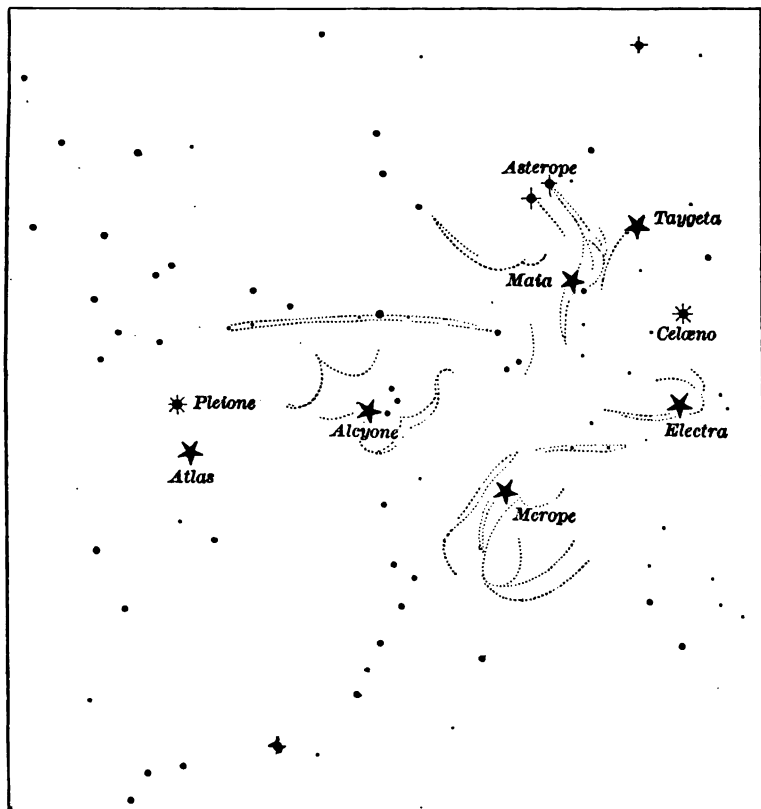 Asterope
Taygeta
Maia
Celæno
Pleione
Alcyone
Electra
Atlas
Merope